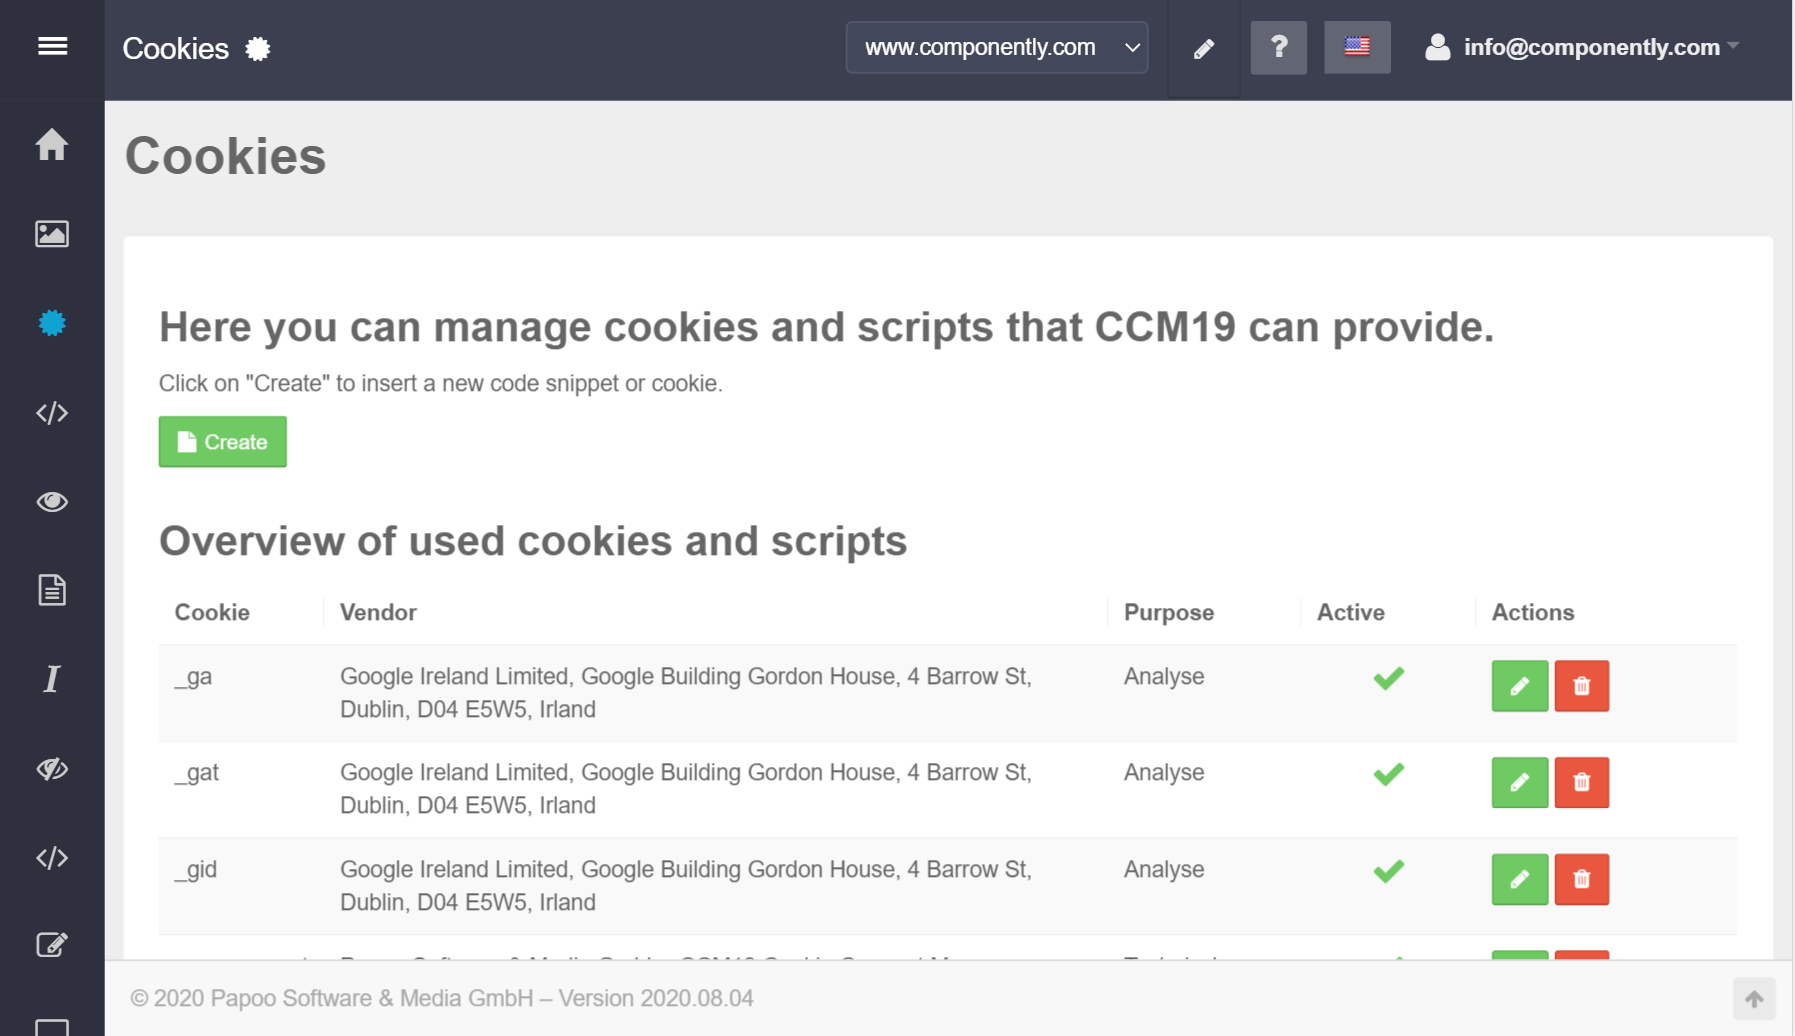 Cookies
www.componently.com
?
info@componently.com
Cookies
Here you can manage cookies and scripts that CCM19 can provide.
Click on "Create" to insert a new code snippet or cookie.
Create
Overview of used cookies and scripts
Cookie Vendor Purpose Active Actions
_ga Google Ireland Limited, Google Building Gordon House, 4 Barrow St, Analyse
Dublin, D04 E5W5, Irland
_gat Google Ireland Limited, Google Building Gordon House, 4 Barrow St, Analyse
Dublin, D04 E5W5, Irland
_gid Google Ireland Limited, Google Building Gordon House, 4 Barrow St, Analyse
Dublin, D04 E5W5, Irland
© 2020 Papoo Software & Media GmbH – Version 2020.08.04